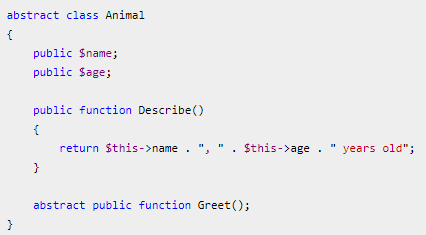 abstract class Animal
{
    public $name;
    public $age;

    public function Describe()
    {
        return $this->name . ", " . $this->age . " years old";
    }

    abstract public function Greet();
}